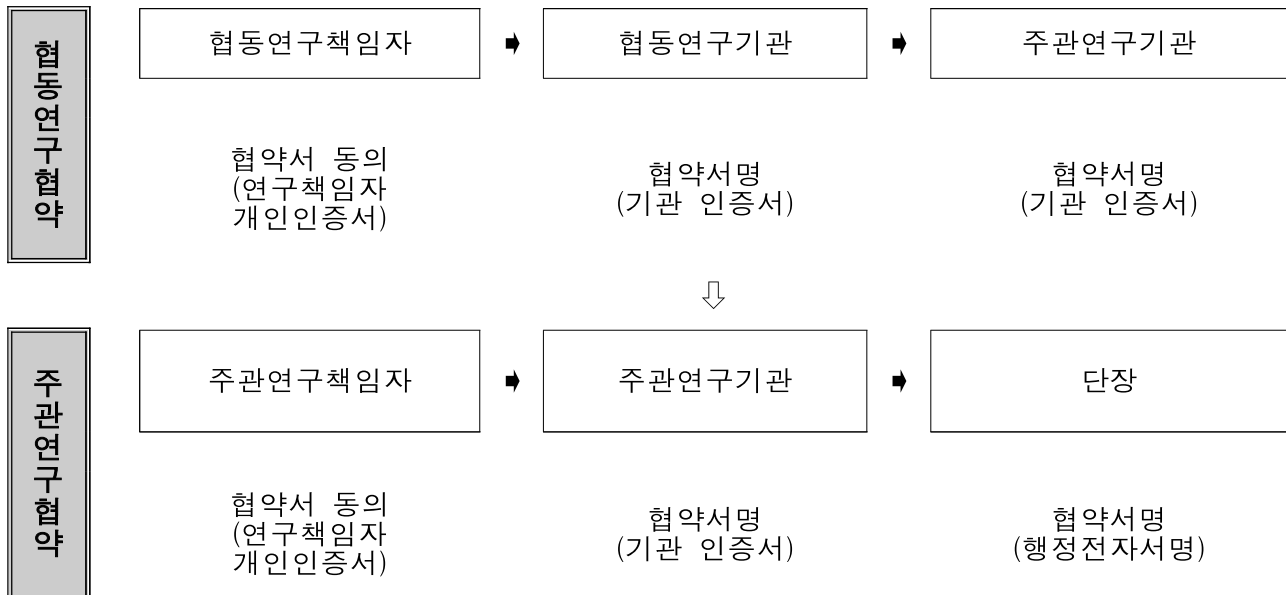 협동연구협약
협동연구책임자 ➡ 협동연구기관 ➡ 주관연구기관
협약서 동의
(연구책임자
개인인증서)
협약서명
(기관 인증서)
협약서명
(기관 인증서)
⇩
주관연구협약
주관연구책임자 ➡ 주관연구기관 ➡ 단장
협약서 동의
(연구책임자
개인인증서)
협약서명
(기관 인증서)
협약서명
(행정전자서명)